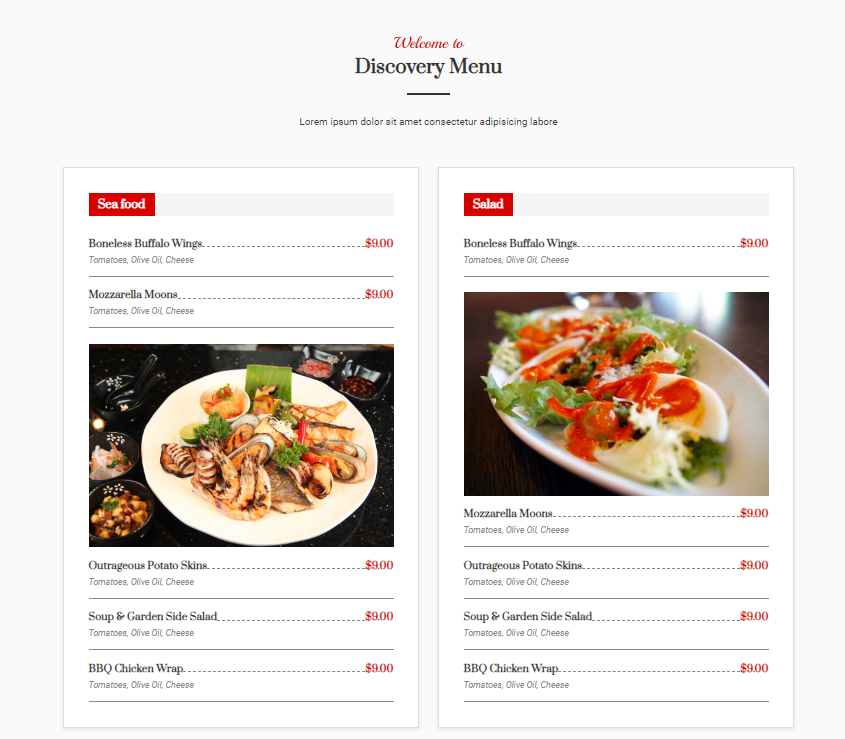 Welcome to
Discovery Menu
Lorem ipsum dolor sit amet consectetur adipisicing labore
Sea food
Boneless Buffalo Wings $9.00
Tomatoes, Olive Oil, Cheese
Mozzarella Moons $9.00
Tomatoes, Olive Oil, Cheese
Outrageous Potato Skins $9.00
Tomatoes, Olive Oil, Cheese
Soup & Garden Side Salad $9.00
Tomatoes, Olive Oil, Cheese
BBQ Chicken Wrap $9.00
Tomatoes, Olive Oil, Cheese
Salad
Boneless Buffalo Wings $9.00
Tomatoes, Olive Oil, Cheese
Mozzarella Moons $9.00
Tomatoes, Olive Oil, Cheese
Outrageous Potato Skins $9.00
Tomatoes, Olive Oil, Cheese
Soup & Garden Side Salad $9.00
Tomatoes, Olive Oil, Cheese
BBQ Chicken Wrap $9.00
Tomatoes, Olive Oil, Cheese